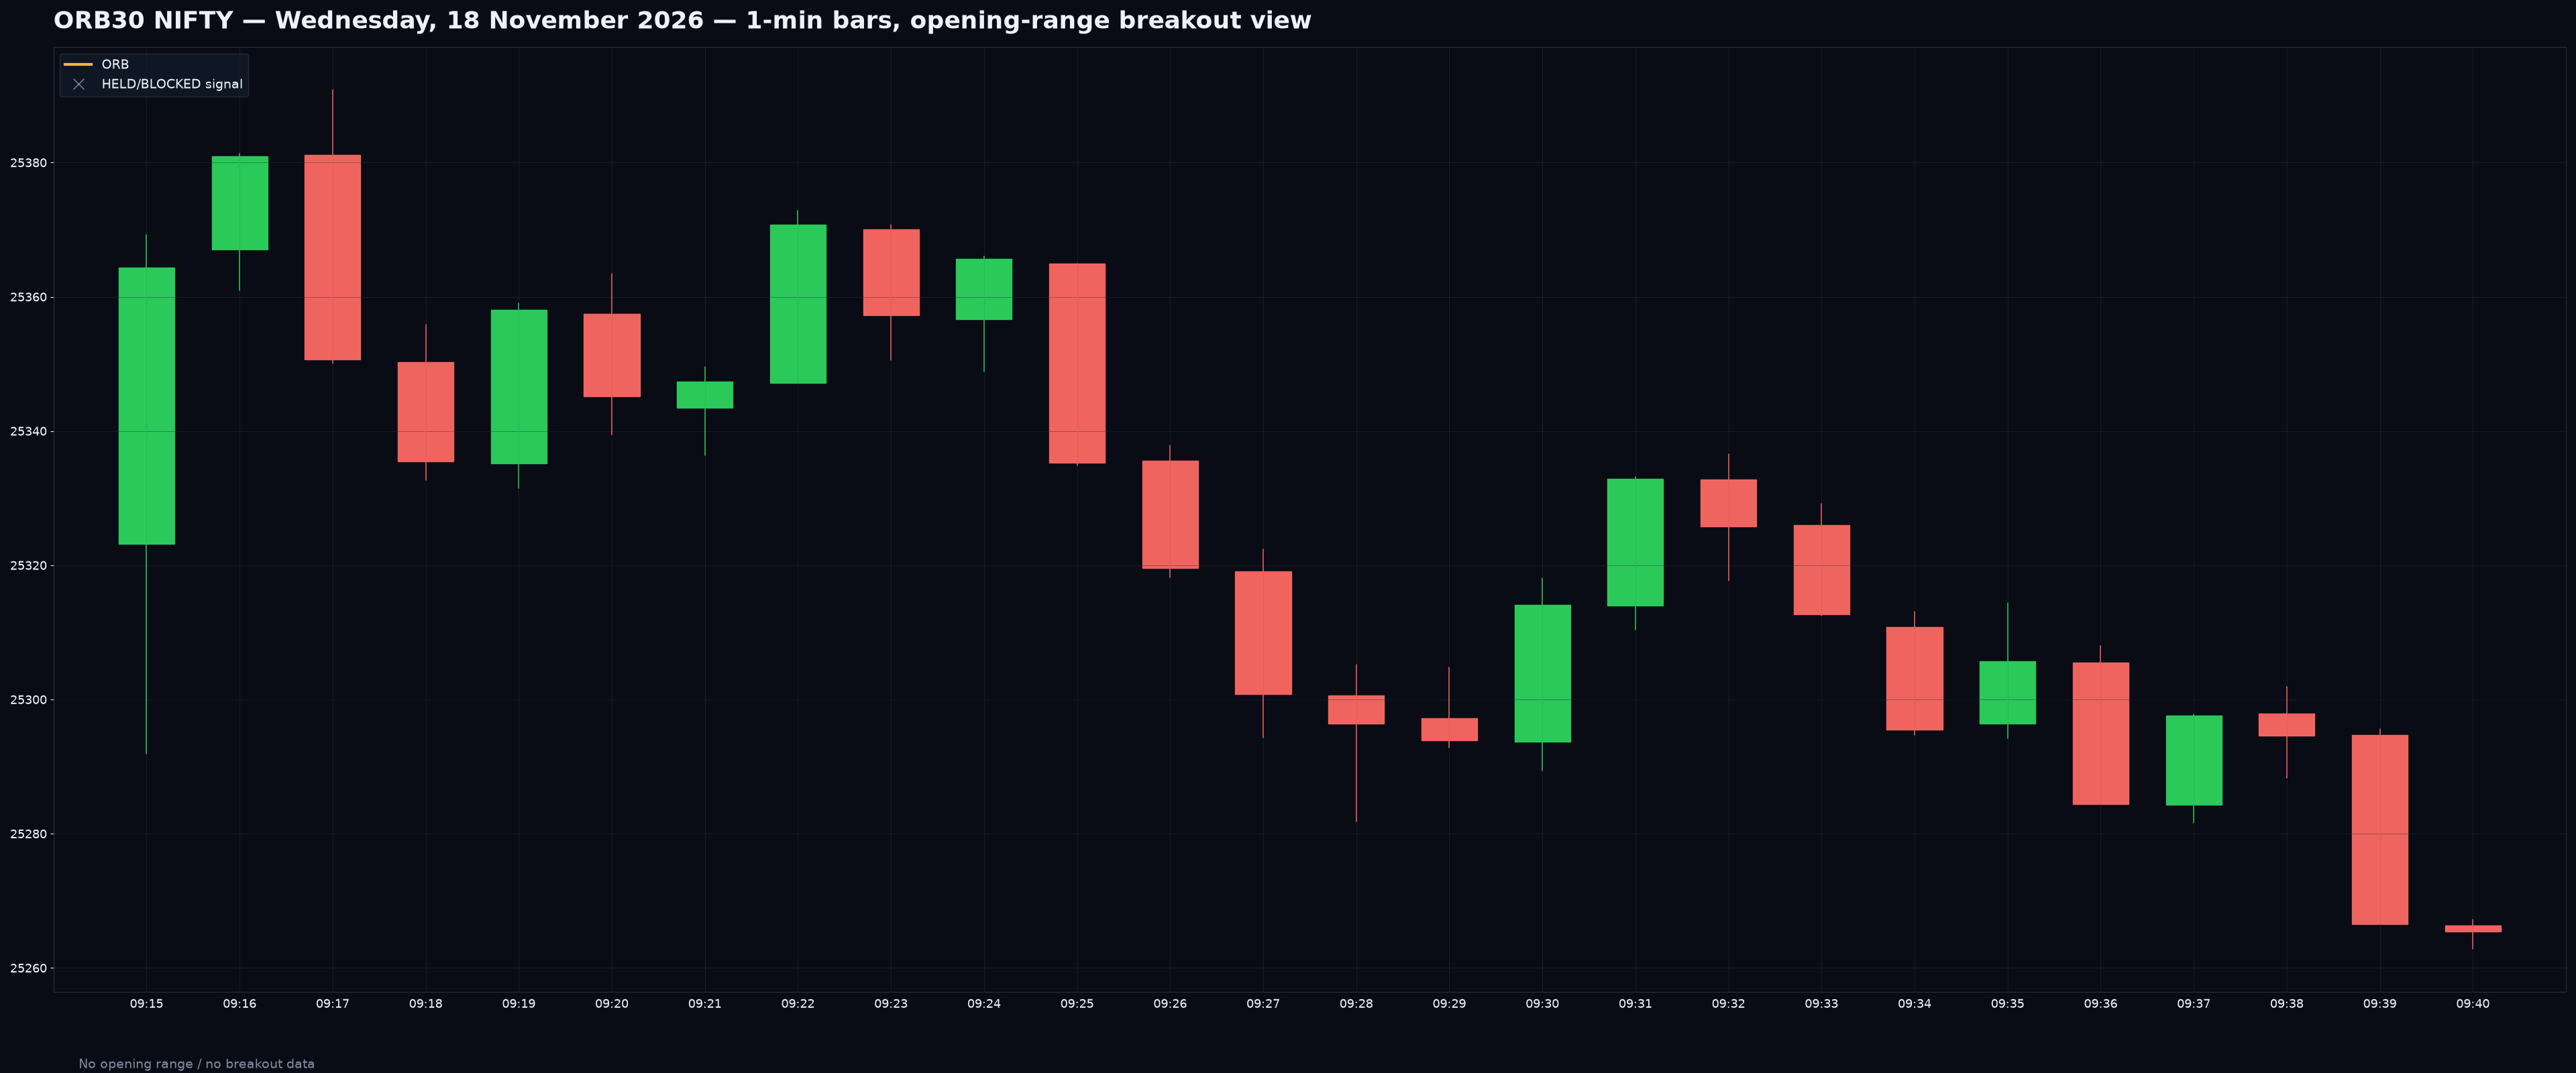 ORB30 NIFTY — Wednesday, 18 November 2026 — 1-min bars, opening-range breakout view
ORB
HELD/BLOCKED signal
25380
25360
25340
25320
25300
25280
25260
09:15 09:16 09:17 09:18 09:19 09:20 09:21 09:22 09:23 09:24 09:25 09:26 09:27 09:28 09:29 09:30 09:31 09:32 09:33 09:34 09:35 09:36 09:37 09:38 09:39 09:40
No opening range / no breakout data